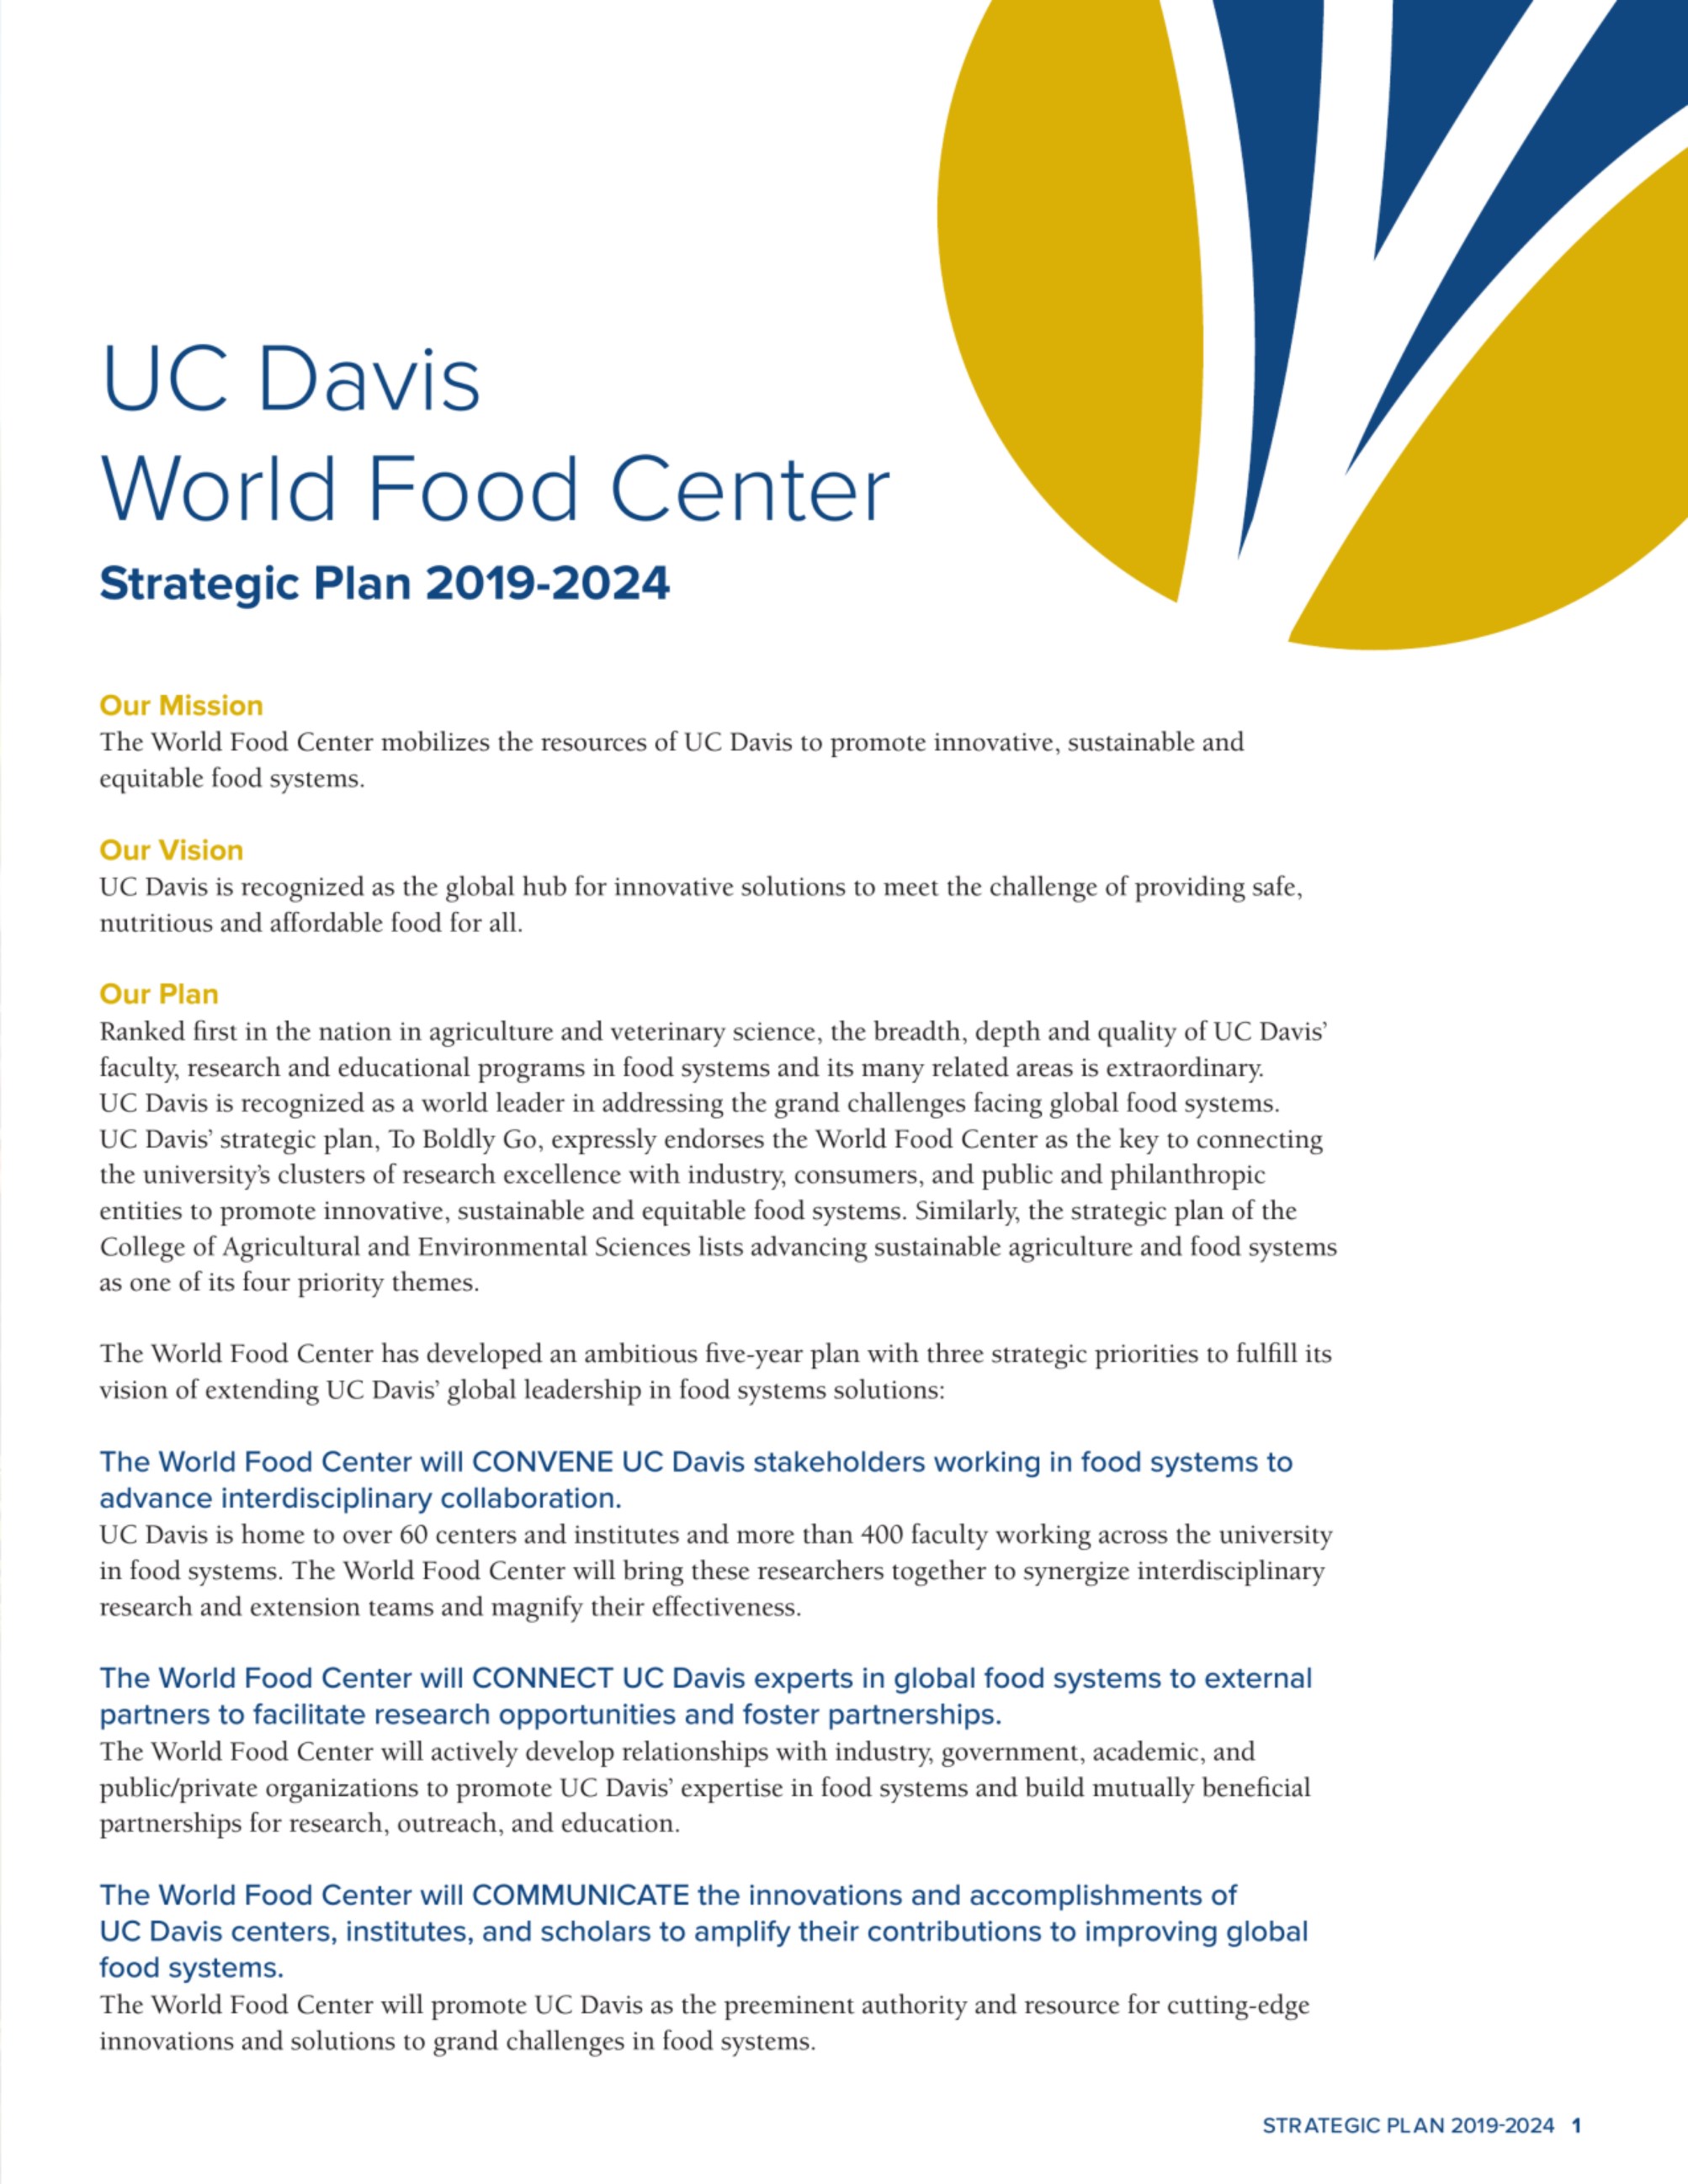 UC Davis
World Food Center
Strategic Plan 2019-2024
Our Mission
The World Food Center mobilizes the resources of UC Davis to promote innovative, sustainable and
equitable food systems.
Our Vision
UC Davis is recognized as the global hub for innovative solutions to meet the challenge of providing safe,
nutritious and affordable food for all.
Our Plan
Ranked first in the nation in agriculture and veterinary science, the breadth, depth and quality of UC Davis’
faculty, research and educational programs in food systems and its many related areas is extraordinary.
UC Davis is recognized as a world leader in addressing the grand challenges facing global food systems.
UC Davis’ strategic plan, To Boldly Go, expressly endorses the World Food Center as the key to connecting
the university’s clusters of research excellence with industry, consumers, and public and philanthropic
entities to promote innovative, sustainable and equitable food systems. Similarly, the strategic plan of the
College of Agricultural and Environmental Sciences lists advancing sustainable agriculture and food systems
as one of its four priority themes.
The World Food Center has developed an ambitious five-year plan with three strategic priorities to fulfill its
vision of extending UC Davis’ global leadership in food systems solutions:
The World Food Center will CONVENE UC Davis stakeholders working in food systems to
advance interdisciplinary collaboration.
UC Davis is home to over 60 centers and institutes and more than 400 faculty working across the university
in food systems. The World Food Center will bring these researchers together to synergize interdisciplinary
research and extension teams and magnify their effectiveness.
The World Food Center will CONNECT UC Davis experts in global food systems to external
partners to facilitate research opportunities and foster partnerships.
The World Food Center will actively develop relationships with industry, government, academic, and
public/private organizations to promote UC Davis’ expertise in food systems and build mutually beneficial
partnerships for research, outreach, and education.
The World Food Center will COMMUNICATE the innovations and accomplishments of
UC Davis centers, institutes, and scholars to amplify their contributions to improving global
food systems.
The World Food Center will promote UC Davis as the preeminent authority and resource for cutting-edge
innovations and solutions to grand challenges in food systems.
STRATEGIC PLAN 2019-2024 1